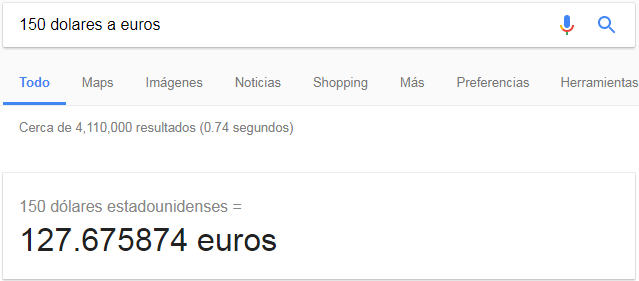 150 dolares a euros
Todo Maps Imágenes Noticias Shopping Más Preferencias Herramientas
Cerca de 4,110,000 resultados (0.74 segundos)
150 dólares estadounidenses =
127.675874 euros